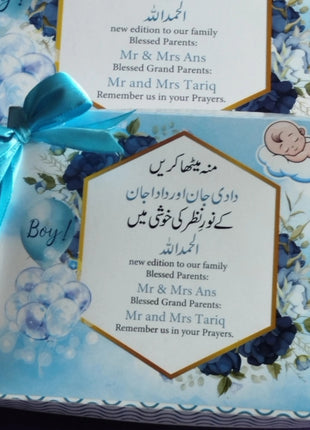 الحمدللہ
new edition to our family
Blessed Parents:
Mr & Mrs Ans
Blessed Grand Parents:
Mr and Mrs Tariq
Remember us in your Prayers.
منہ میٹھا کریں
دادی جان اور دادا جان
کے نورِ نظر کی خوشی میں
الحمدللہ
new edition to our family
Blessed Parents:
Mr & Mrs Ans
Blessed Grand Parents:
Mr and Mrs Tariq
Remember us in your Prayers.
Boy!